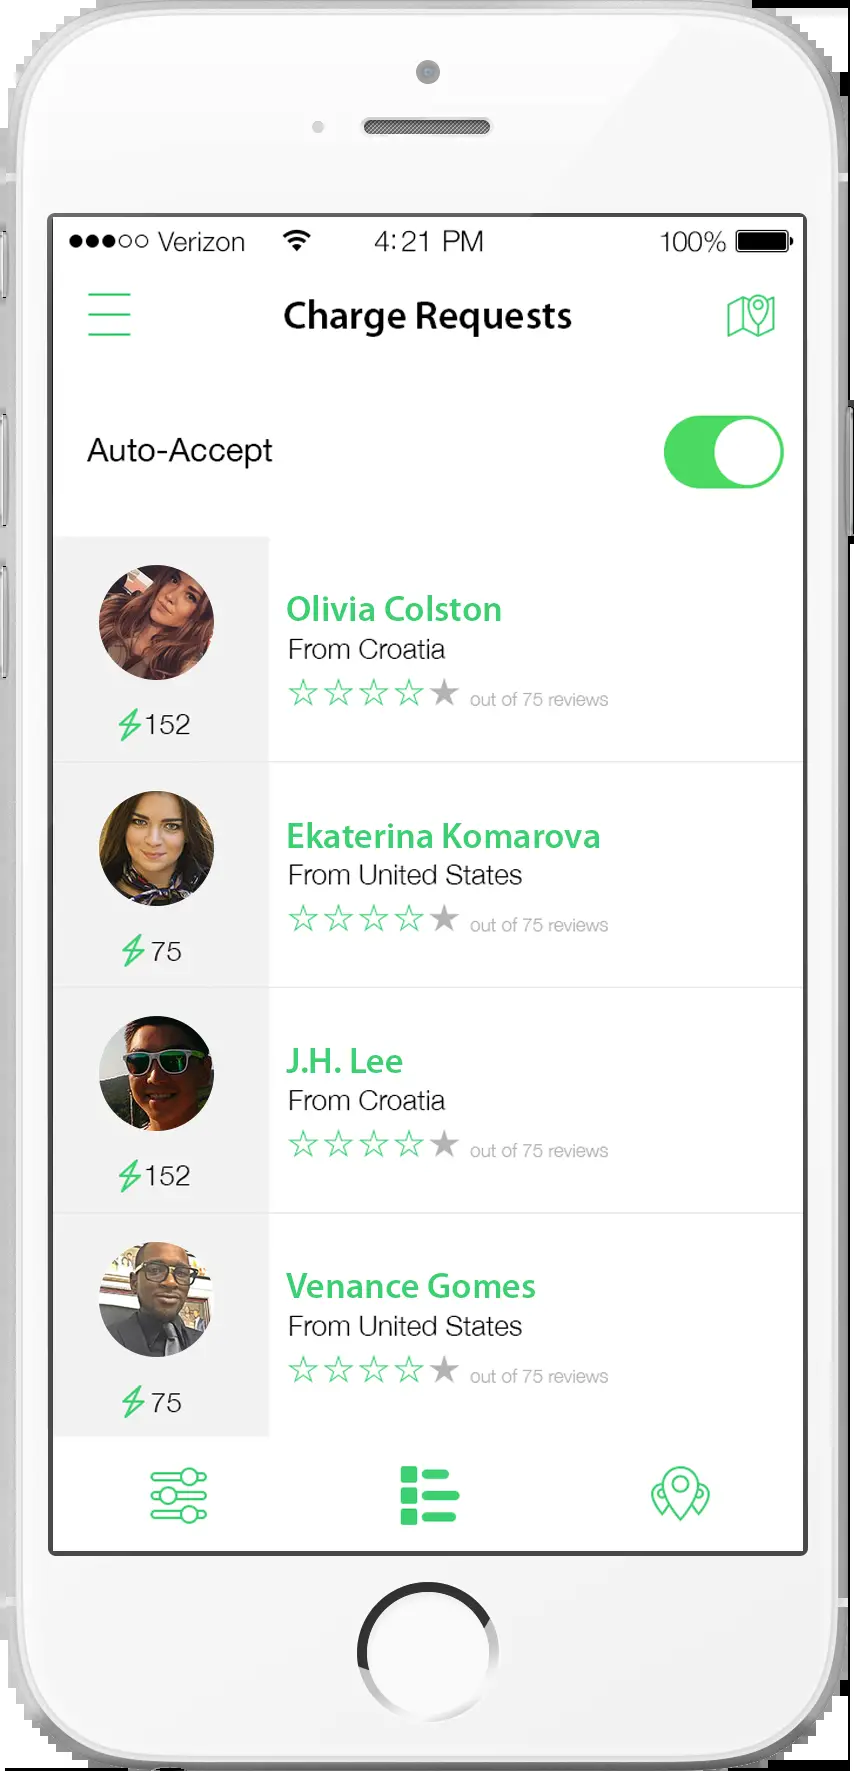 Verizon 4:21 PM 100%
Charge Requests
Auto-Accept
Olivia Colston
From Croatia
out of 75 reviews
152
Ekaterina Komarova
From United States
out of 75 reviews
75
J.H. Lee
From Croatia
out of 75 reviews
152
Venance Gomes
From United States
out of 75 reviews
75